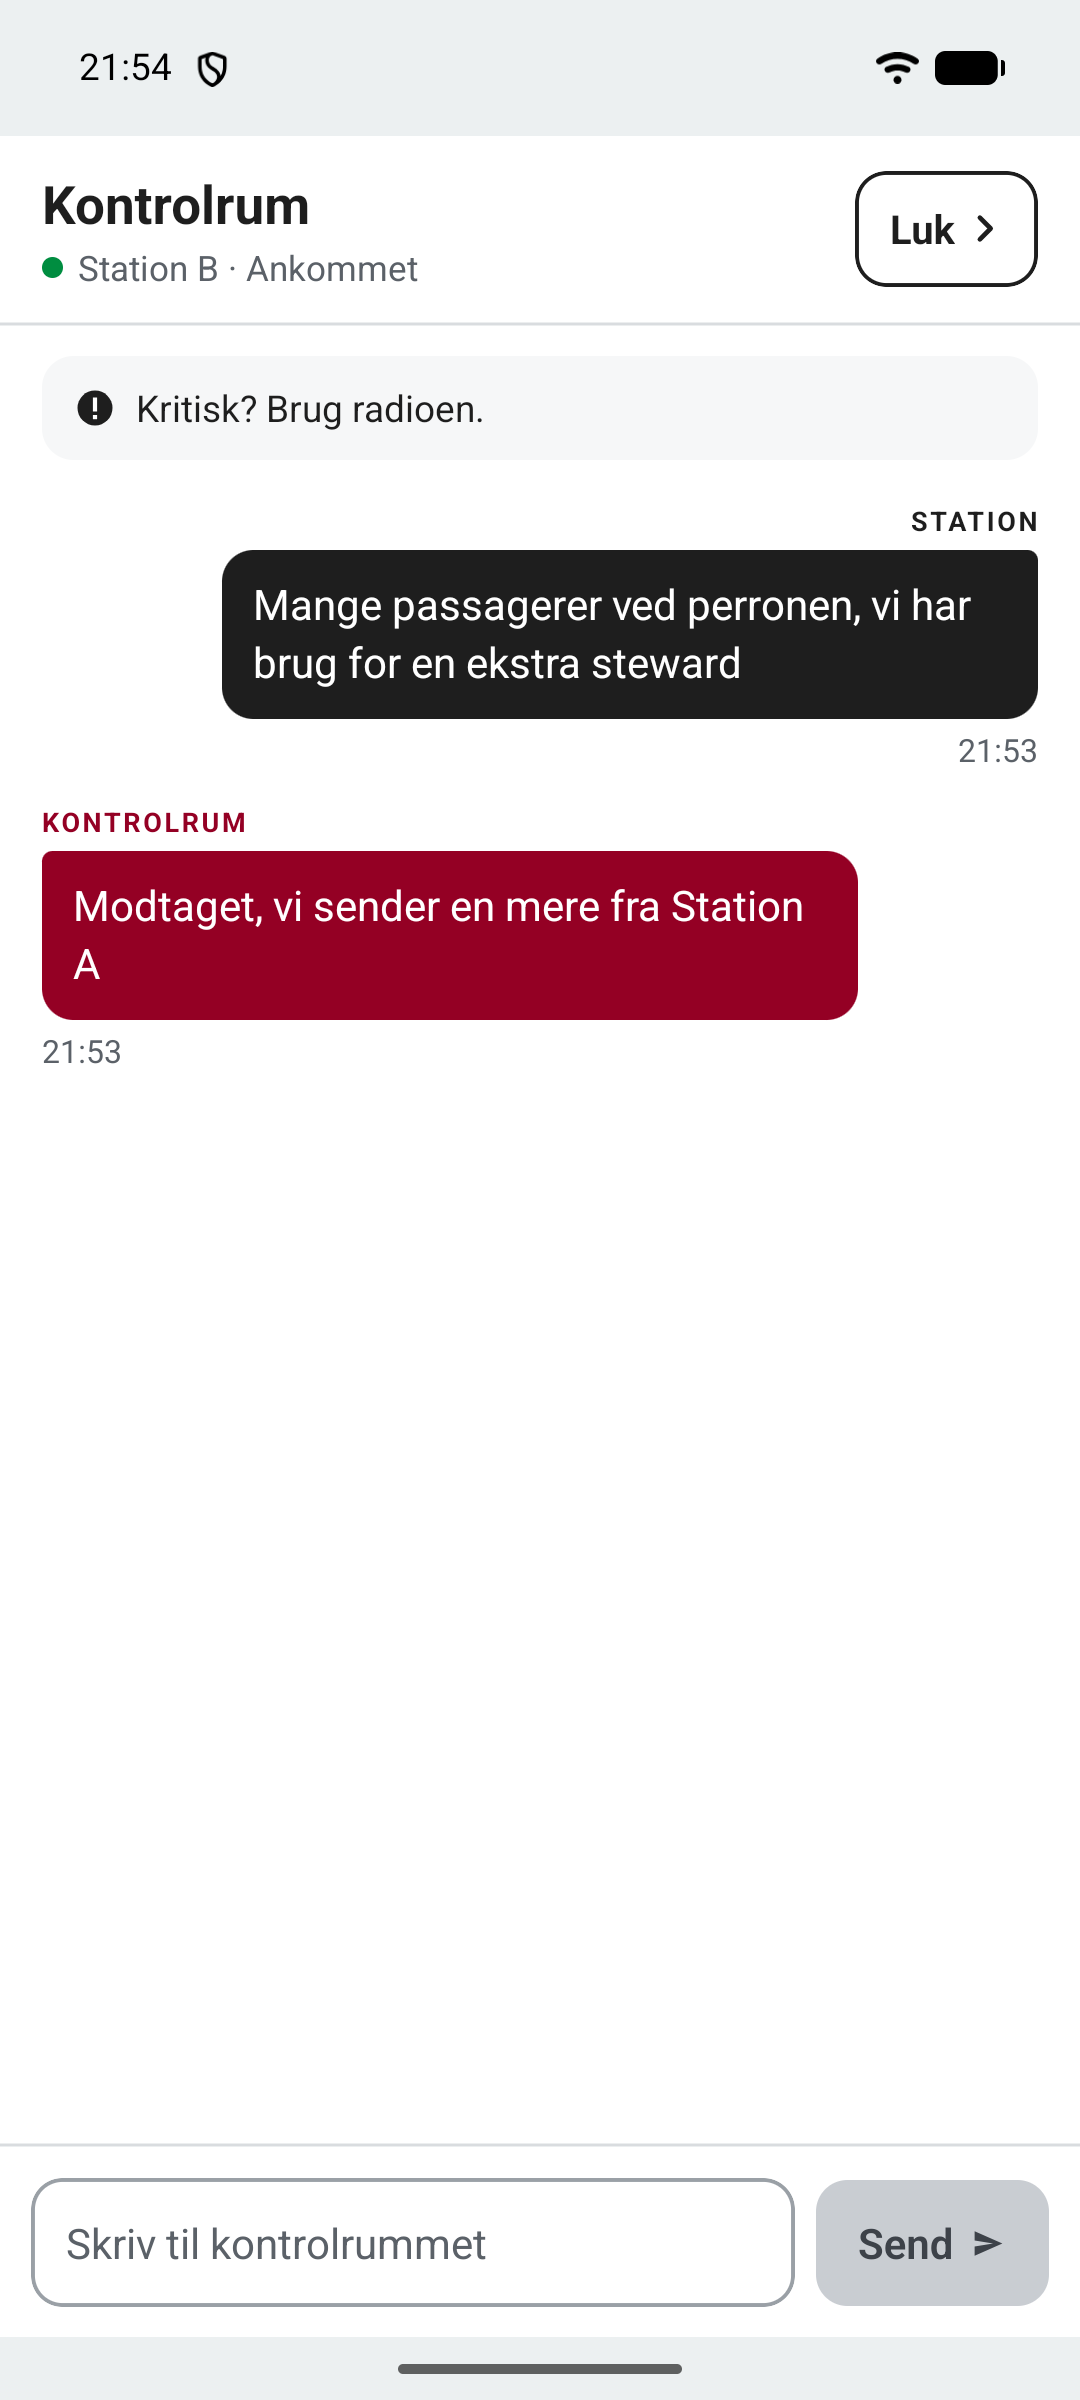 21:54
Kontrolrum
Station B · Ankommet
Luk
Kritisk? Brug radioen.
STATION
Mange passagerer ved perronen, vi har
brug for en ekstra steward
21:53
KONTROLRUM
Modtaget, vi sender en mere fra Station
A
21:53
Skriv til kontrolrummet
Send